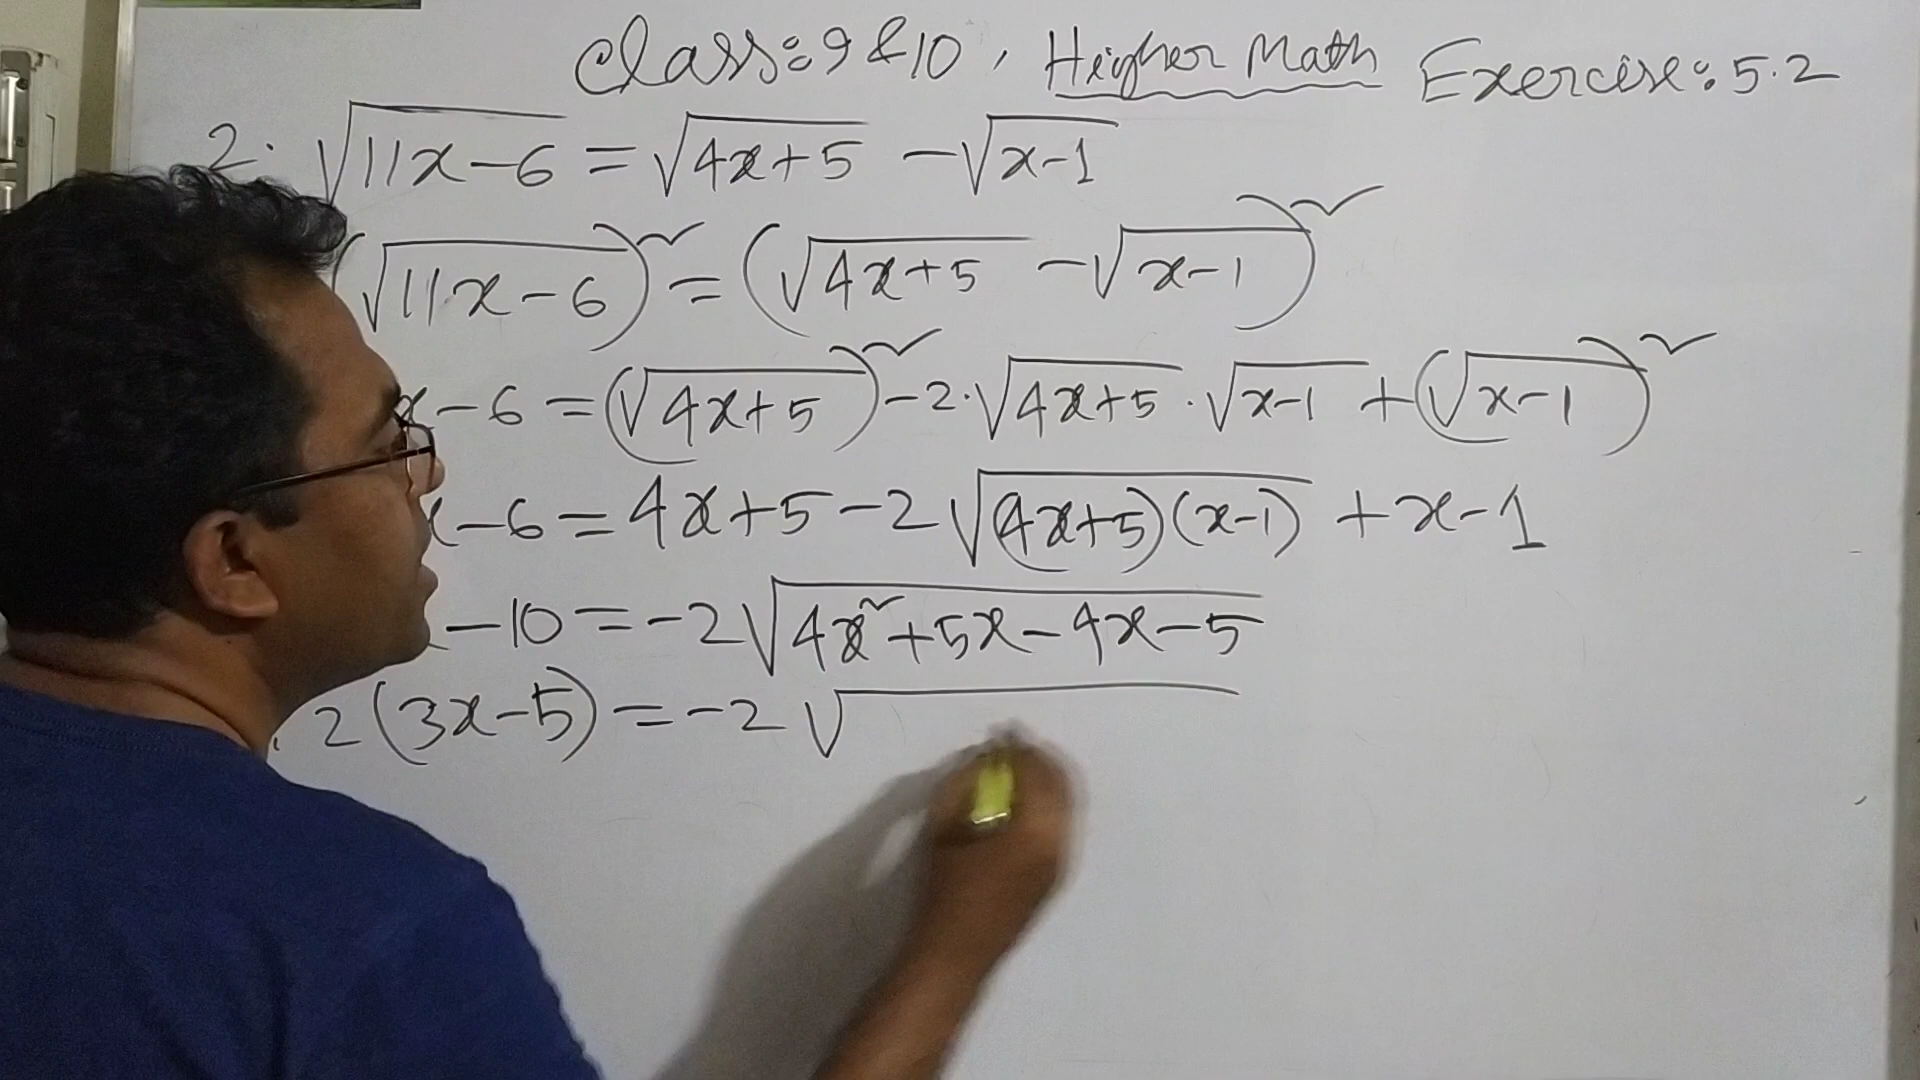 Class: 9 & 10, Higher Math Exercise: 5.2
2. √(11x-6) = √(4x+5) - √(x-1)
(√(11x-6))² = (√(4x+5) - √(x-1))²
x-6 = (√(4x+5))² - 2.√(4x+5).√(x-1) + (√(x-1))²
x-6 = 4x+5-2√((4x+5)(x-1)) + x-1
-10 = -2√(4x²+5x-4x-5)
2(3x-5) = -2√